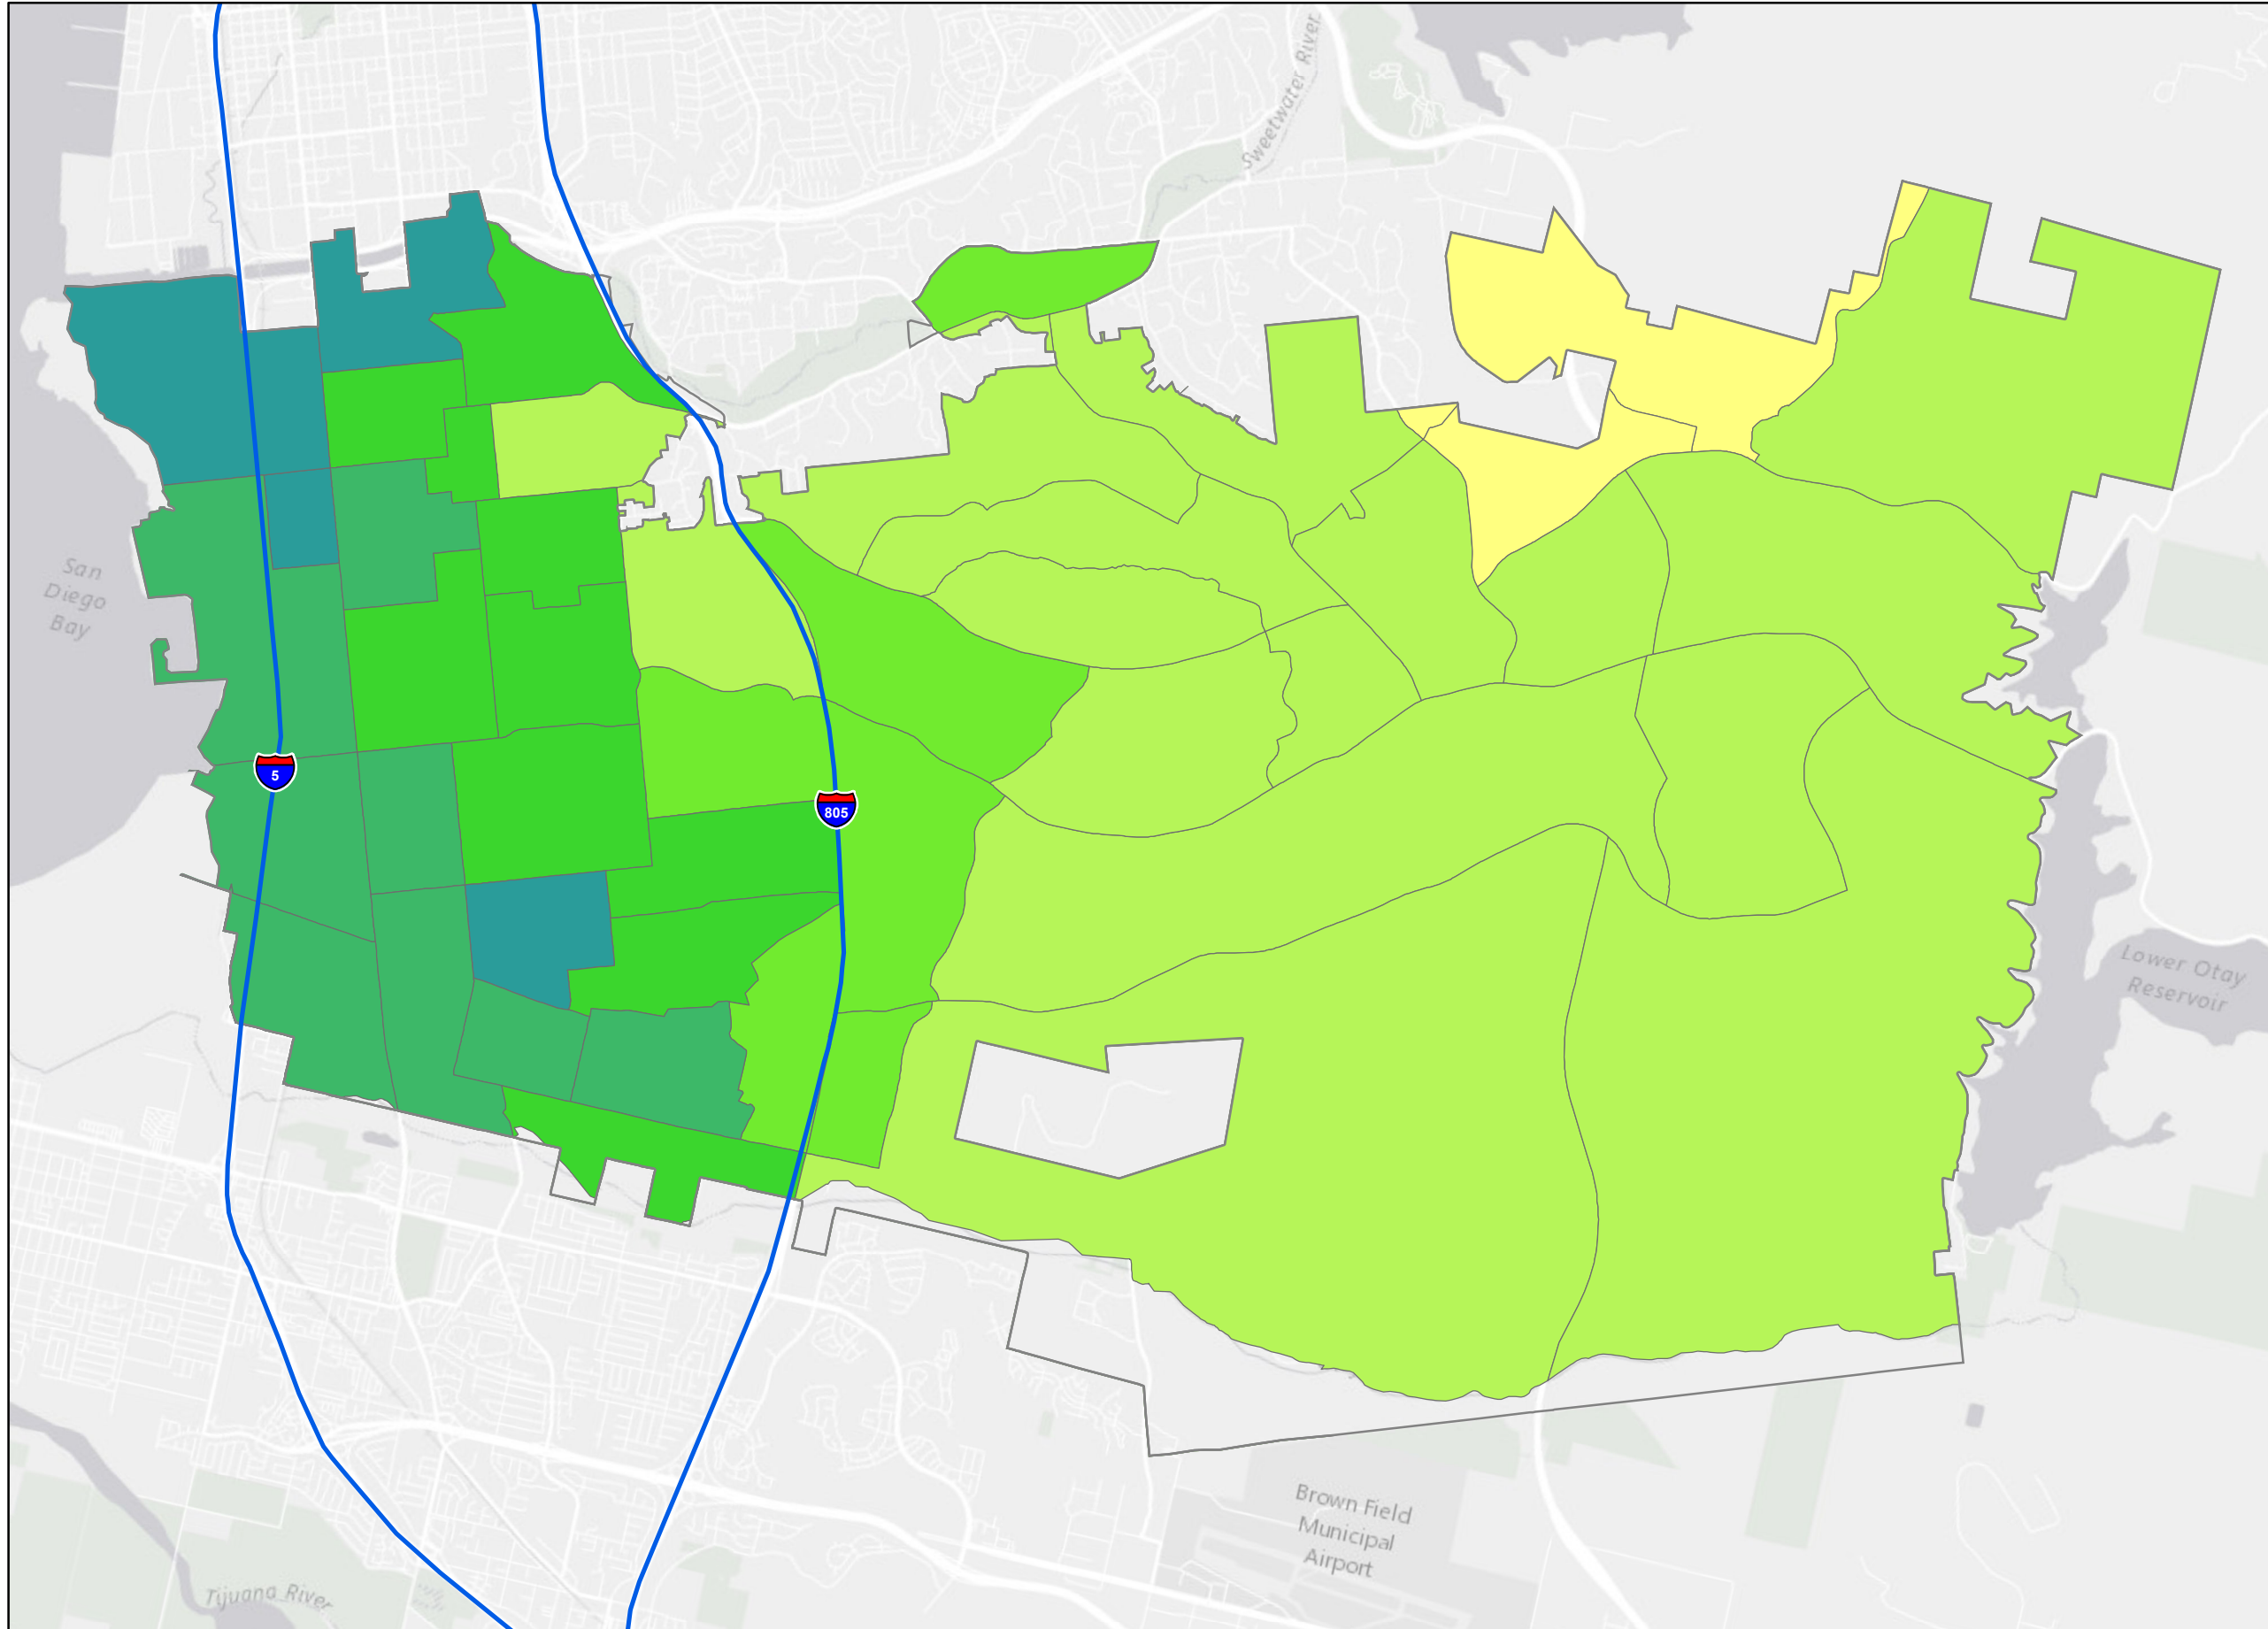 Sweetwater River
San
Diego
Bay
5
805
Lower Otay
Reservoir
Brown Field
Municipal
Airport
Tijuana River